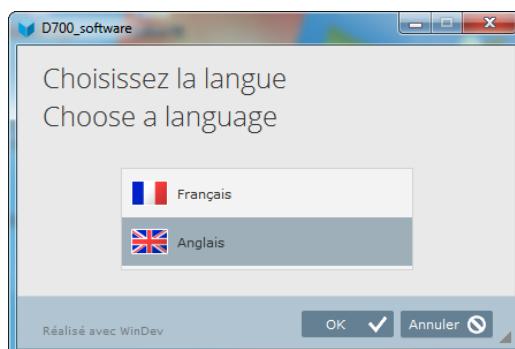 D700_software
Choisissez la langue
Choose a language
Français
Anglais
Réalisé avec WinDev
OK
Annuler